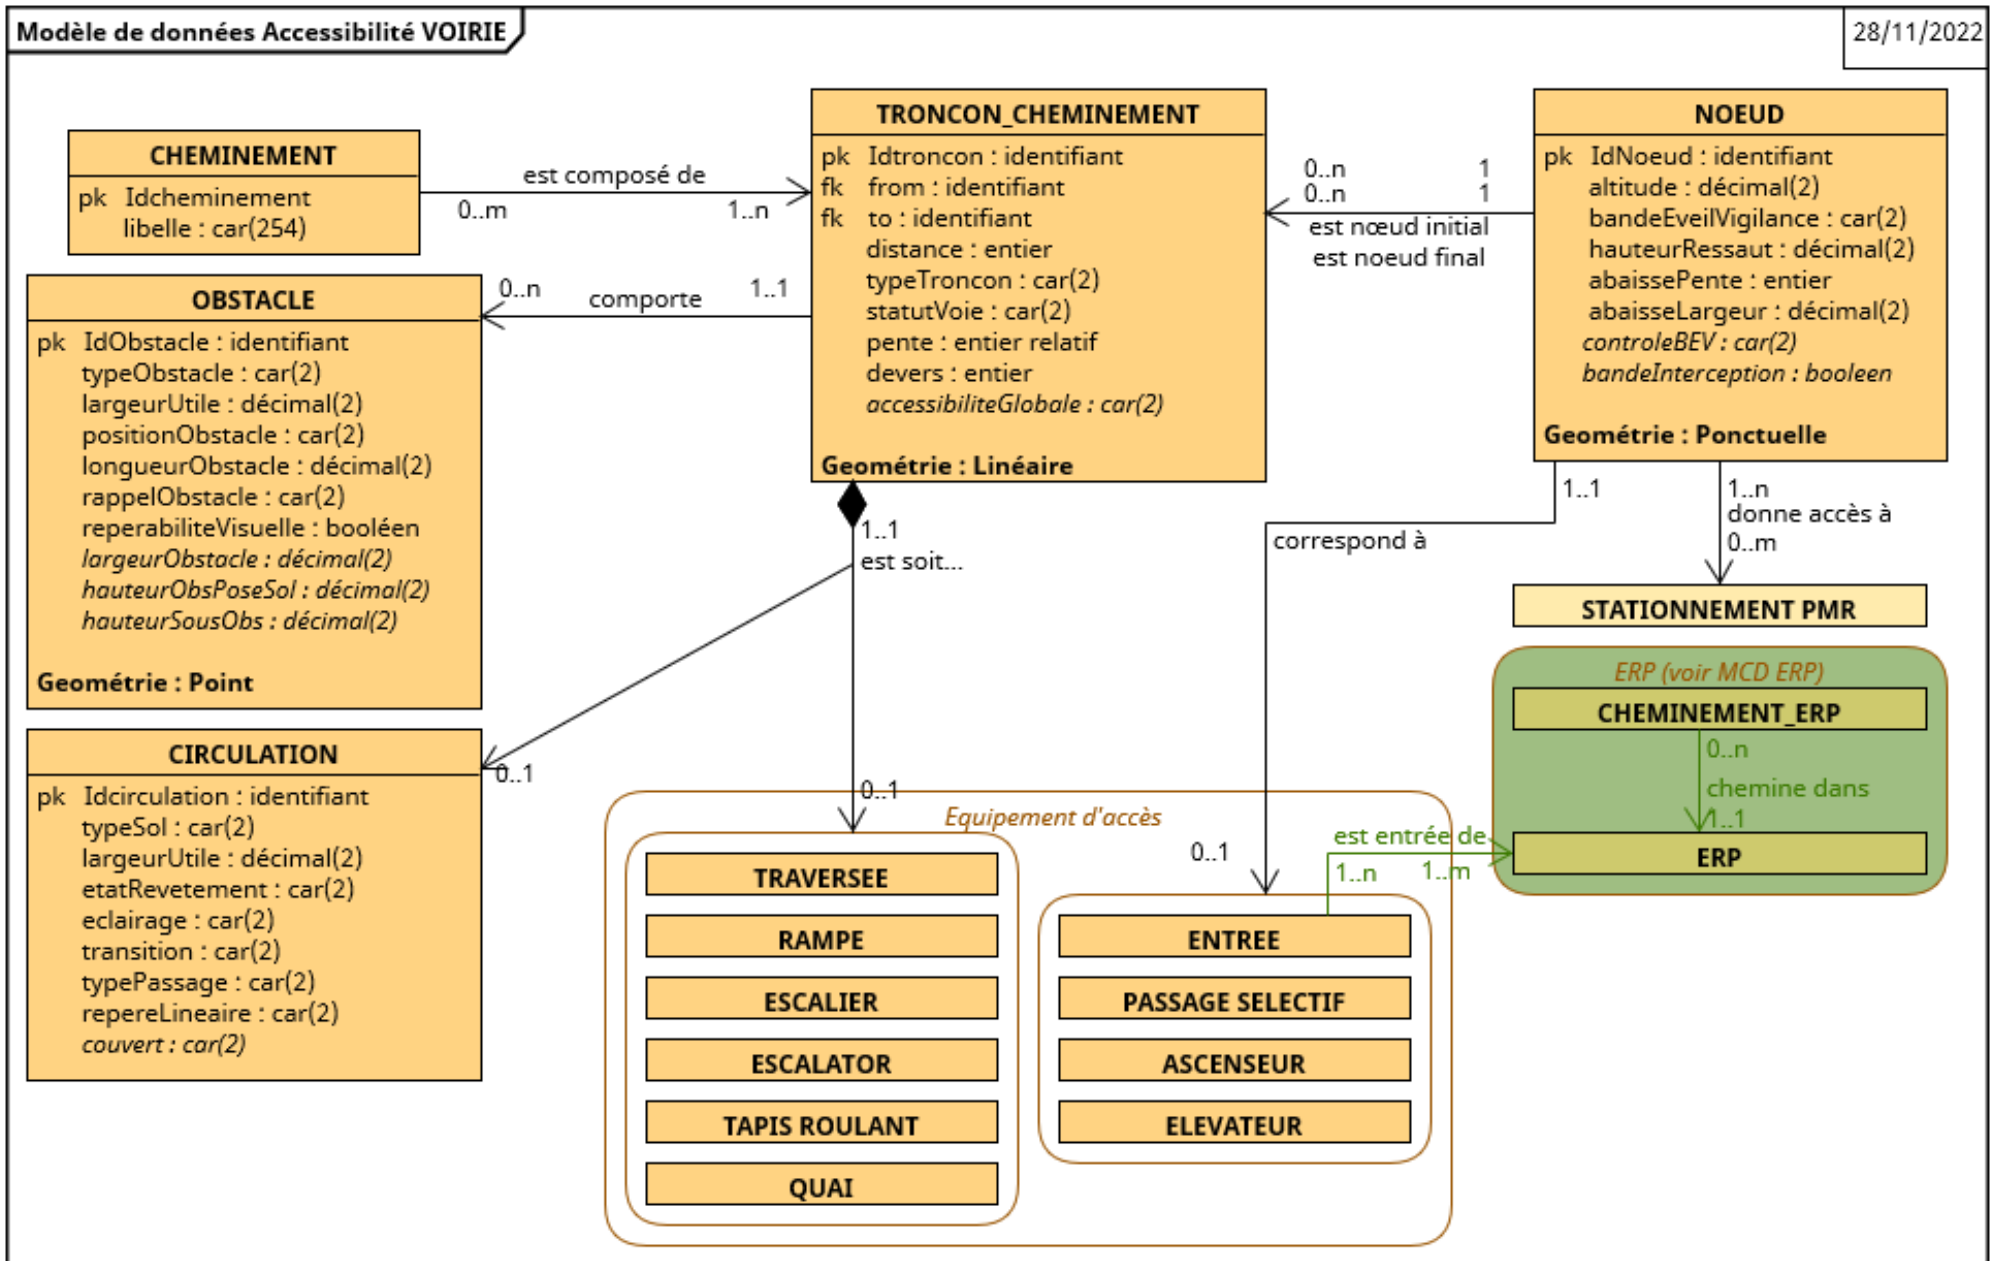 Modèle de données Accessibilité VOIRIE
28/11/2022
CHEMINEMENT
pk Idcheminement
libelle : car(254)
est composé de
0..m
1..n
TRONCON_CHEMINEMENT
pk Idtroncon : identifiant
fk from : identifiant
fk to : identifiant
distance : entier
typeTroncon : car(2)
statutVoie : car(2)
pente : entier relatif
devers : entier
accessibiliteGlobale : car(2)
Geométrie : Linéaire
0..n 1
0..n 1
est nœud initial
est noeud final
NOEUD
pk IdNoeud : identifiant
altitude : décimal(2)
bandeEveilVigilance : car(2)
hauteurRessaut : décimal(2)
abaissePente : entier
abaisseLargeur : décimal(2)
controleBEV : car(2)
bandeInterception : booleen
Geométrie : Ponctuelle
OBSTACLE
pk IdObstacle : identifiant
typeObstacle : car(2)
largeurUtile : décimal(2)
positionObstacle : car(2)
longueurObstacle : décimal(2)
rappelObstacle : car(2)
reperabiliteVisuelle : booléen
largeurObstacle : décimal(2)
hauteurObsPoseSol : décimal(2)
hauteurSousObs : décimal(2)
Geométrie : Point
0..n
comporte
1..1
1..1
est soit...
0..1
0..1
1..1
correspond à
0..1
1..n
donne accès à
0..m
STATIONNEMENT PMR
ERP (voir MCD ERP)
CHEMINEMENT_ERP
0..n
chemine dans
1..1
ERP
est entrée de
1..n
1..m
CIRCULATION
pk Idcirculation : identifiant
typeSol : car(2)
largeurUtile : décimal(2)
etatRevetement : car(2)
eclairage : car(2)
transition : car(2)
typePassage : car(2)
repereLineaire : car(2)
couvert : car(2)
Equipement d'accès
TRAVERSEE
RAMPE
ESCALIER
ESCALATOR
TAPIS ROULANT
QUAI
ENTREE
PASSAGE SELECTIF
ASCENSEUR
ELEVATEUR